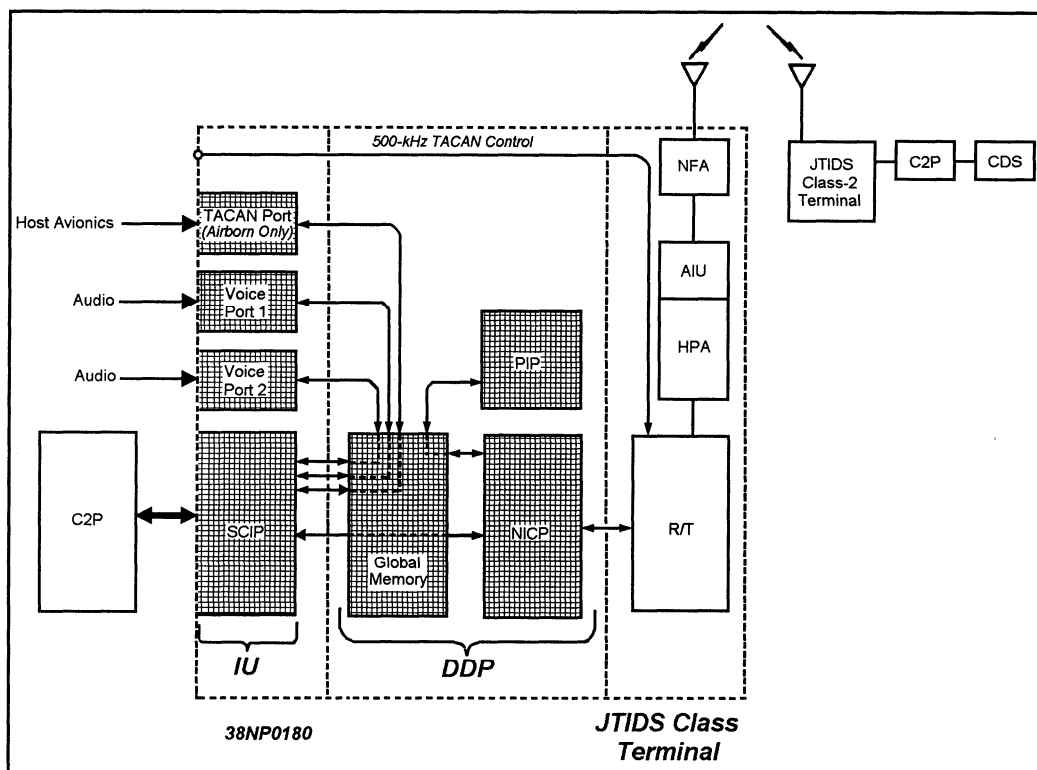 500-kHz TACAN Control
NFA
JTIDS
Class-2
Terminal
C2P
CDS
Host Avionics
TACAN Port
(Airborn Only)
AIU
Audio
Voice
Port 1
HPA
PIP
Audio
Voice
Port 2
C2P
SCIP
Global
Memory
NICP
R/T
IU
DDP
38NP0180
JTIDS Class
Terminal